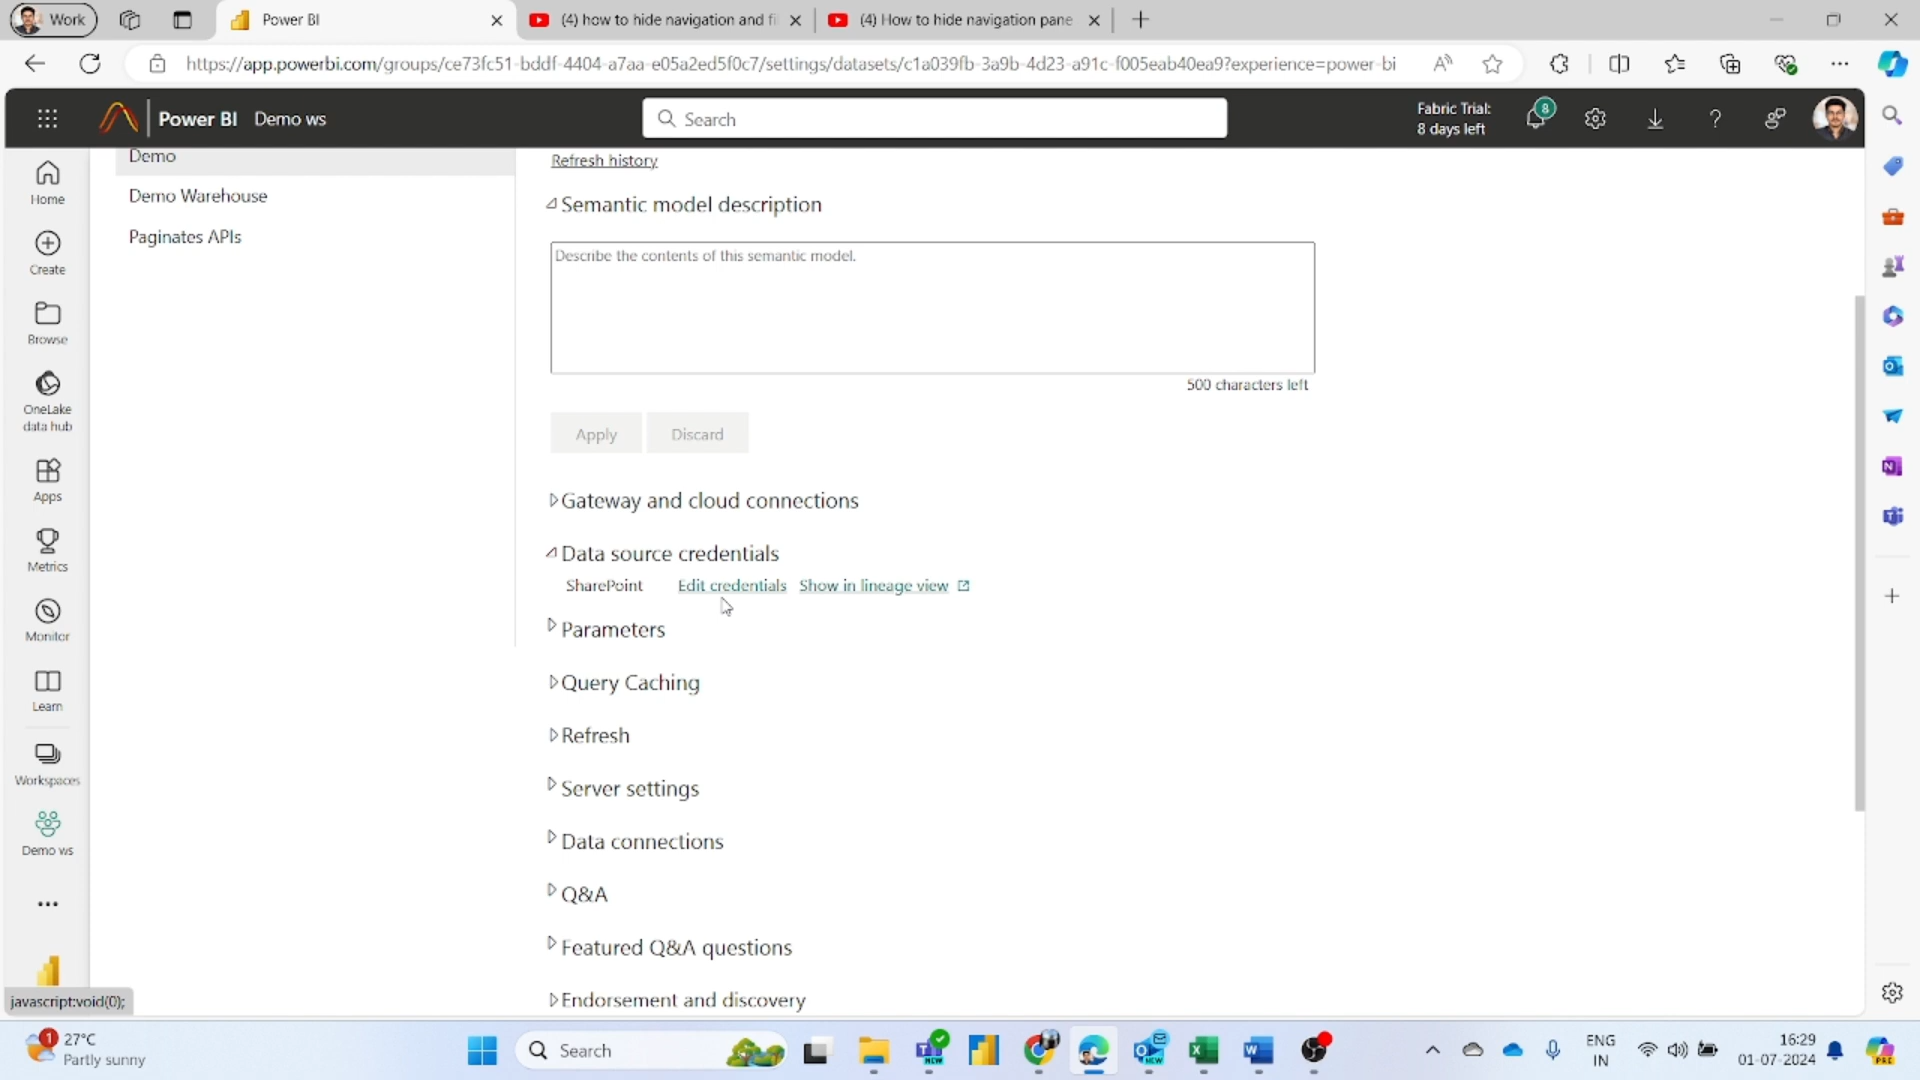 Work
Power BI
(4) how to hide navigation and fi
(4) How to hide navigation pane
https://app.powerbi.com/groups/ce73fc51-bddf-4404-a7aa-e05a2ed5f0c7/settings/datasets/c1a039fb-3a9b-4d23-a91c-f005eab40ea9?experience=power-bi
Power BI Demo ws
Search
Fabric Trial:
8 days left
8
Home
Create
Browse
OneLake
data hub
Apps
Metrics
Monitor
Learn
Workspaces
Demo ws
Demo
Demo Warehouse
Paginates APIs
Refresh history
Semantic model description
Describe the contents of this semantic model.
500 characters left
Apply
Discard
Gateway and cloud connections
Data source credentials
SharePoint Edit credentials Show in lineage view
Parameters
Query Caching
Refresh
Server settings
Data connections
Q&A
Featured Q&A questions
Endorsement and discovery
javascript:void(0);
1
27°C
Partly sunny
Search
NEW
NEW
ENG
IN
16:29
01-07-2024
PRE